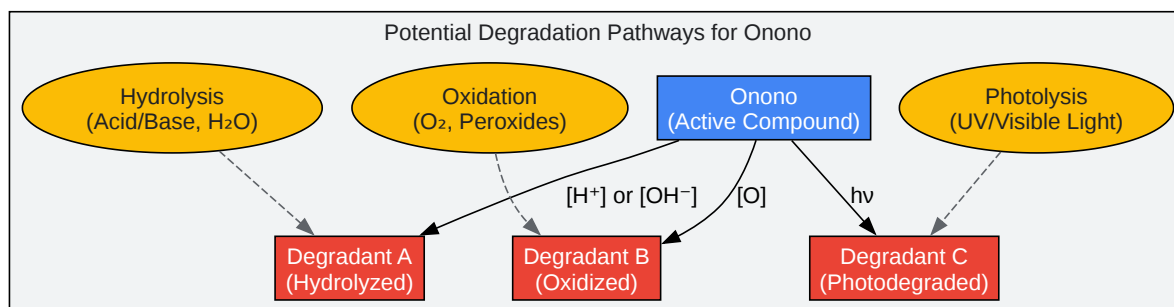 Potential Degradation Pathways for Onono
Hydrolysis
(Acid/Base, H₂O)
Oxidation
(O₂, Peroxides)
Onono
(Active Compound)
Photolysis
(UV/Visible Light)
[H⁺] or [OH⁻]
[O]
hν
Degradant A
(Hydrolyzed)
Degradant B
(Oxidized)
Degradant C
(Photodegraded)